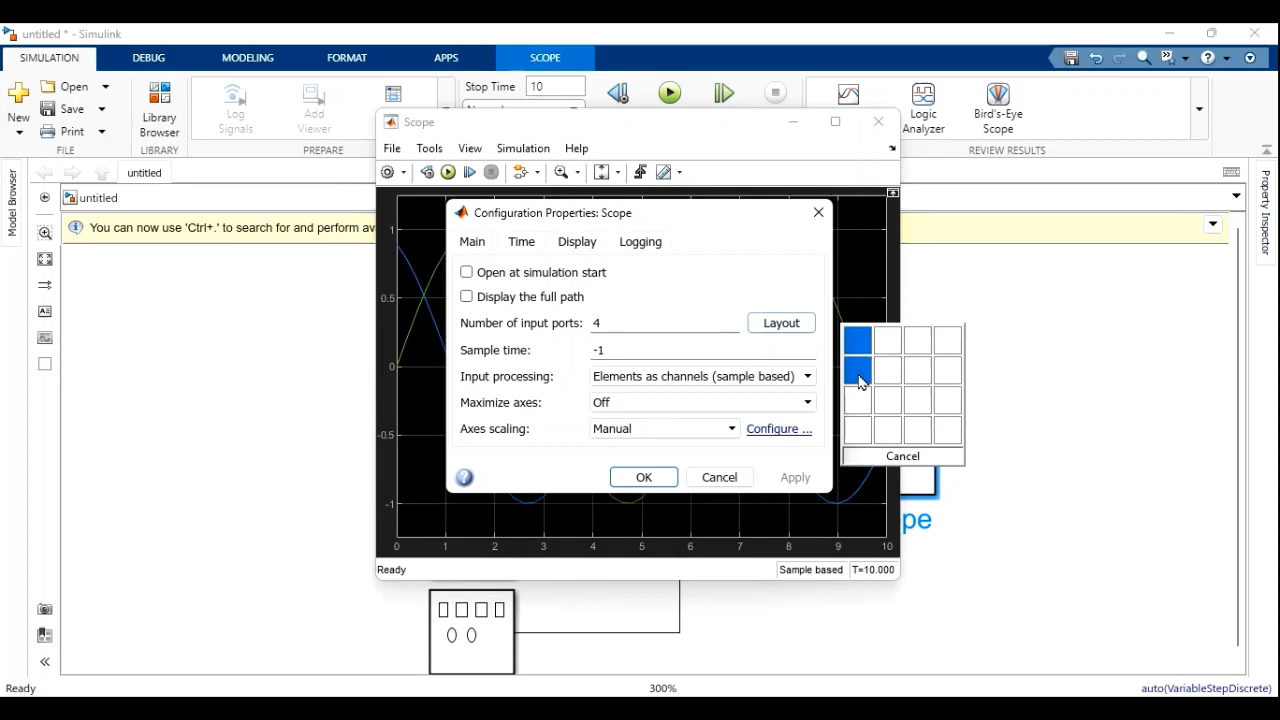 untitled * - Simulink
SIMULATION DEBUG MODELING FORMAT APPS SCOPE
New
Open
Save
Print
FILE
Library Browser
LIBRARY
Log Signals
Add Viewer
PREPARE
Stop Time 10
Logic Analyzer
Bird's-Eye Scope
REVIEW RESULTS
Model Browser
untitled
untitled
You can now use 'Ctrl+.' to search for and perform
Property Inspector
Scope
File Tools View Simulation Help
1
0.5
0
-0.5
-1
0 1 2 3 4 5 6 7 8 9 10
Ready
Sample based T=10.000
Configuration Properties: Scope
Main Time Display Logging
Open at simulation start
Display the full path
Number of input ports: 4 Layout
Sample time: -1
Input processing: Elements as channels (sample based)
Maximize axes: Off
Axes scaling: Manual Configure ...
OK Cancel Apply
Cancel
pe
Ready 300% auto(VariableStepDiscrete)